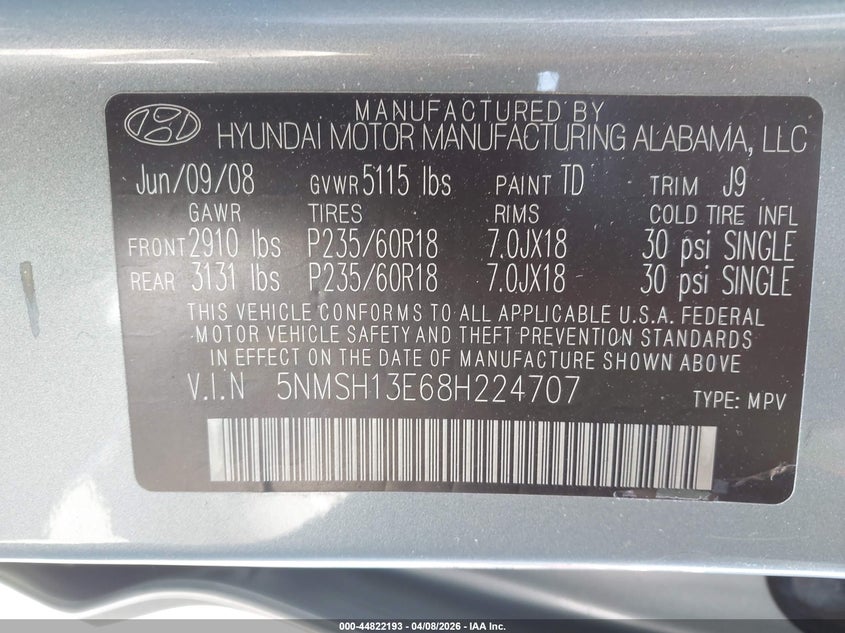 MANUFACTURED BY
HYUNDAI MOTOR MANUFACTURING ALABAMA, LLC
Jun/09/08 GVWR 5115 lbs PAINT TD TRIM J9
GAWR TIRES RIMS COLD TIRE INFL
FRONT 2910 lbs P235/60R18 7.0JX18 30 psi SINGLE
REAR 3131 lbs P235/60R18 7.0JX18 30 psi SINGLE
THIS VEHICLE CONFORMS TO ALL APPLICABLE U.S.A. FEDERAL
MOTOR VEHICLE SAFETY AND THEFT PREVENTION STANDARDS
IN EFFECT ON THE DATE OF MANUFACTURE SHOWN ABOVE
V.I.N 5NMSH13E68H224707 TYPE: MPV
000-44822193 - 04/08/2026 - IAA Inc.